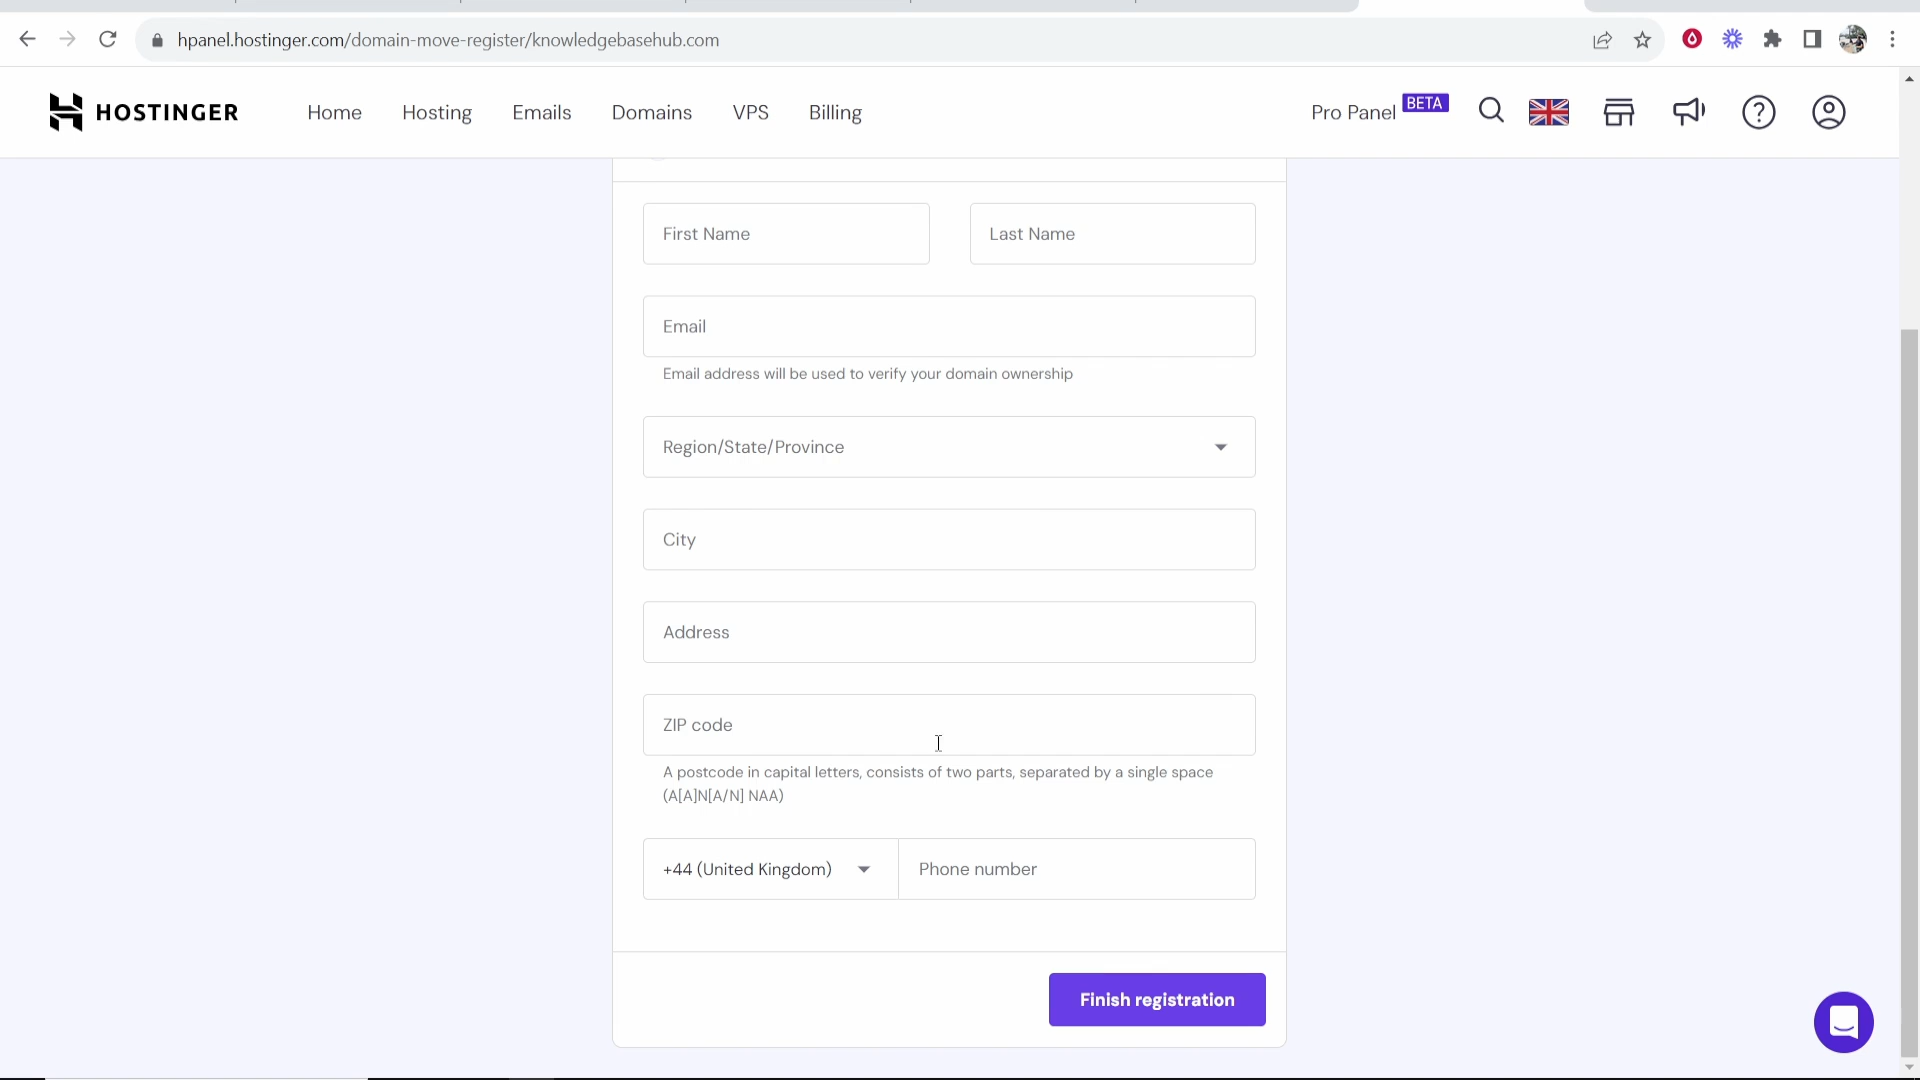 hpanel.hostinger.com/domain-move-register/knowledgebasehub.com
HOSTINGER
Home
Hosting
Emails
Domains
VPS
Billing
Pro Panel BETA
First Name
Last Name
Email
Email address will be used to verify your domain ownership
Region/State/Province
City
Address
ZIP code
A postcode in capital letters, consists of two parts, separated by a single space
(A[A]N[A/N] NAA)
+44 (United Kingdom)
Phone number
Finish registration